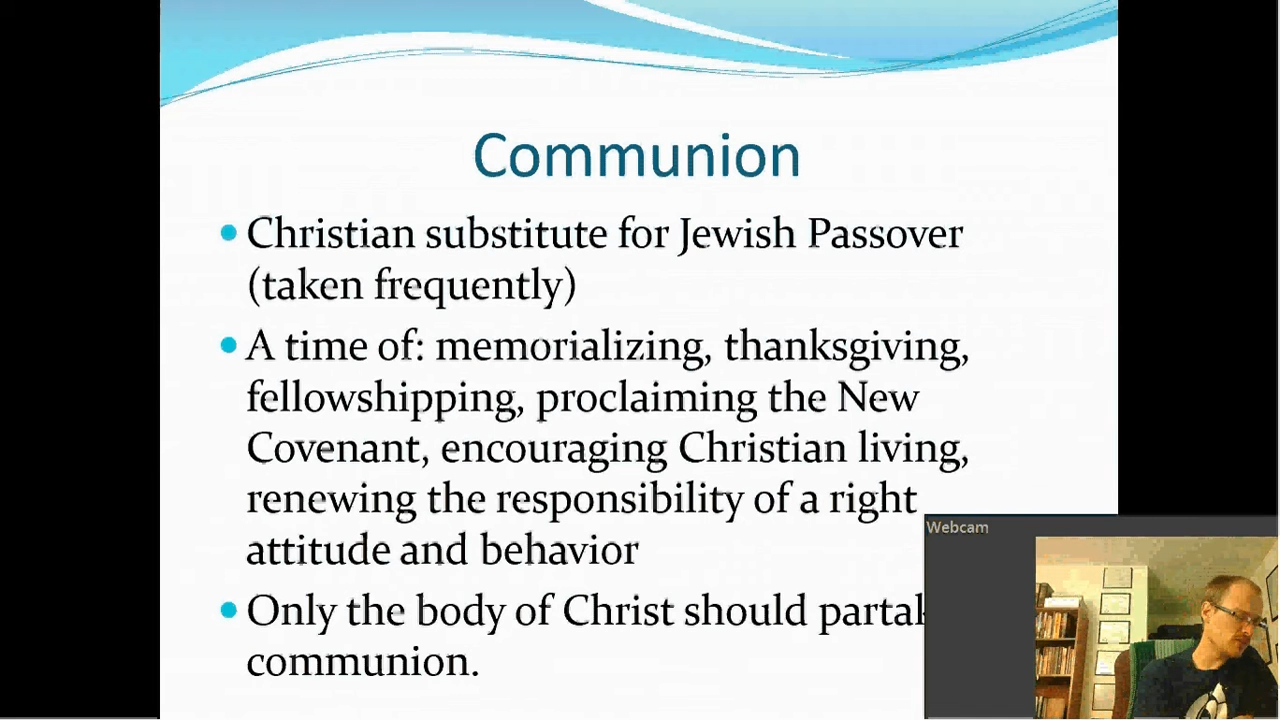 Communion
Christian substitute for Jewish Passover
(taken frequently)
A time of: memorializing, thanksgiving,
fellowshipping, proclaiming the New
Covenant, encouraging Christian living,
renewing the responsibility of a right
attitude and behavior
Only the body of Christ should
communion.
Webcam